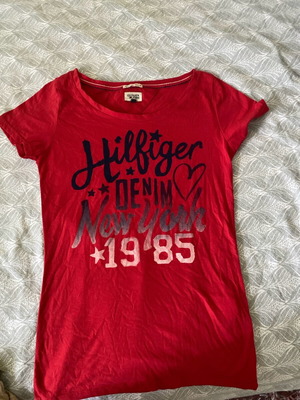 Hilfiger
DENIM
New York
1985